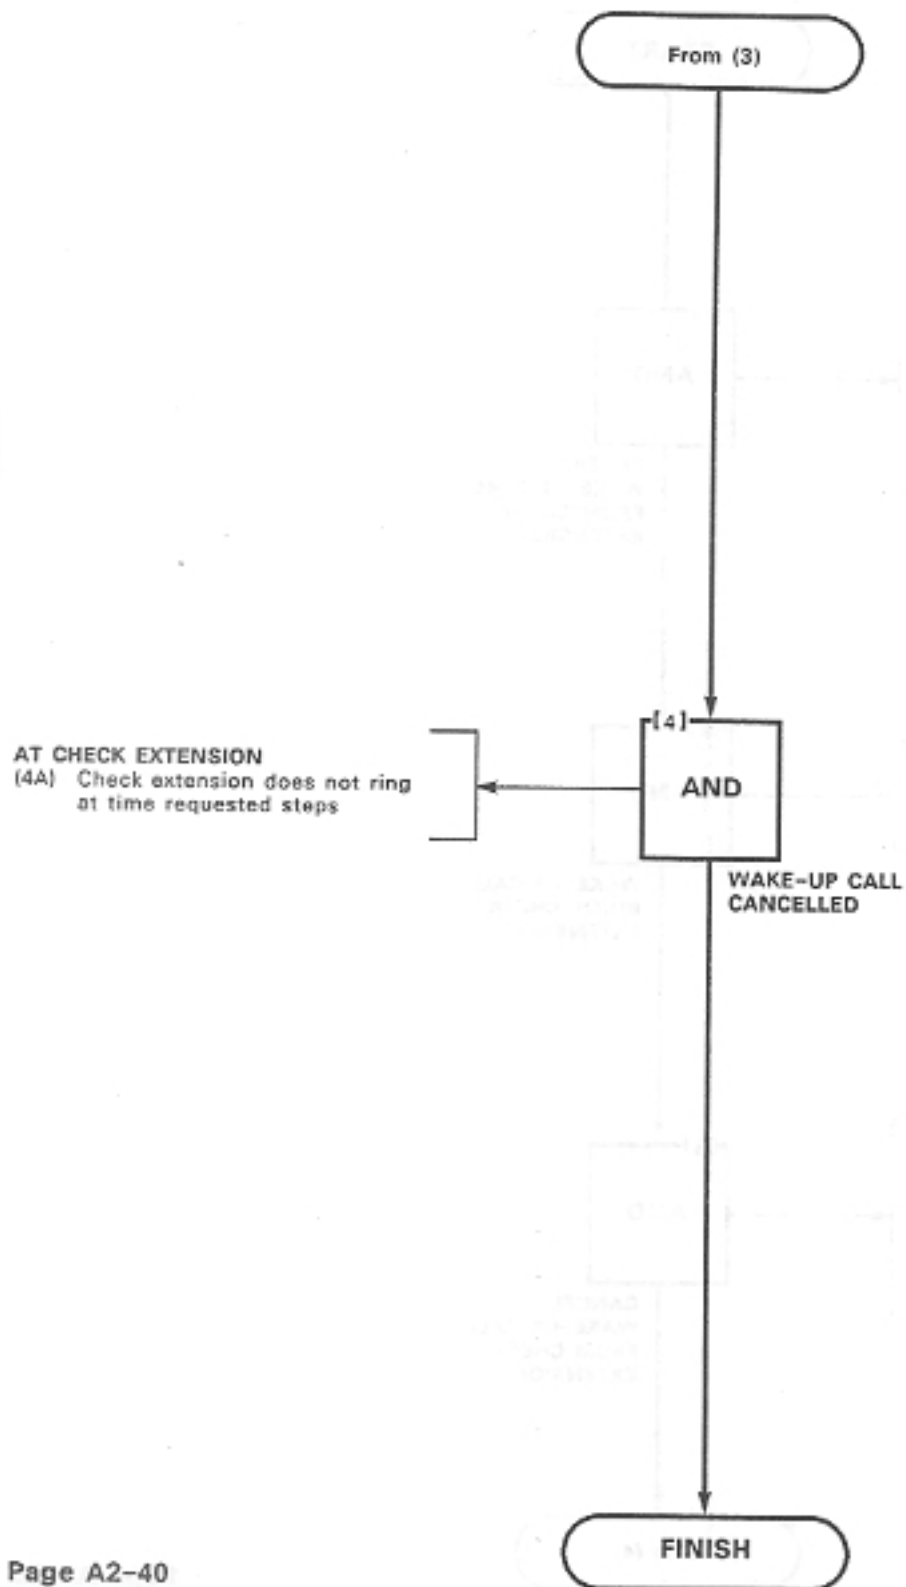 From (3)
[4]
AND
AT CHECK EXTENSION
(4A) Check extension does not ring
at time requested steps
WAKE-UP CALL
CANCELLED
FINISH
Page A2-40